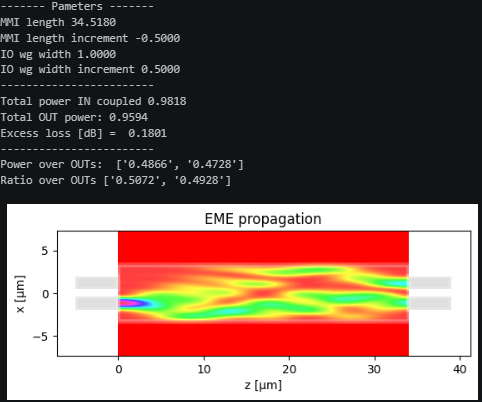 ------- Pameters -------
MMI length 34.5180
MMI length increment -0.5000
IO wg width 1.0000
IO wg width increment 0.5000
------------------------
Total power IN coupled 0.9818
Total OUT power: 0.9594
Excess loss [dB] =  0.1801
------------------------
Power over OUTs:  ['0.4866', '0.4728']
Ratio over OUTs ['0.5072', '0.4928']
EME propagation
x [μm]
5
0
−5
0
10
20
30
40
z [μm]